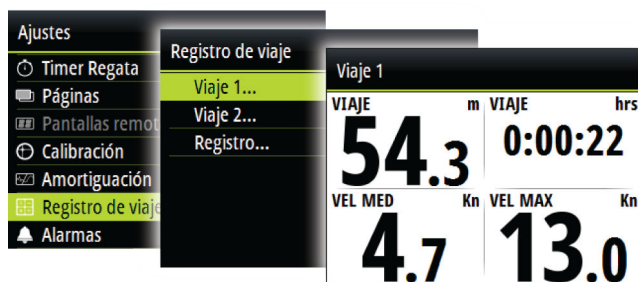 Ajustes
Timer Regata
Páginas
Pantallas remot
Calibración
Amortiguación
Registro de viaje
Alarmas
Registro de viaje
Viaje 1...
Viaje 2...
Registro...
Viaje 1
VIAJE m VIAJE hrs
54.3 0:00:22
VEL MED Kn VEL MAX Kn
4.7 13.0